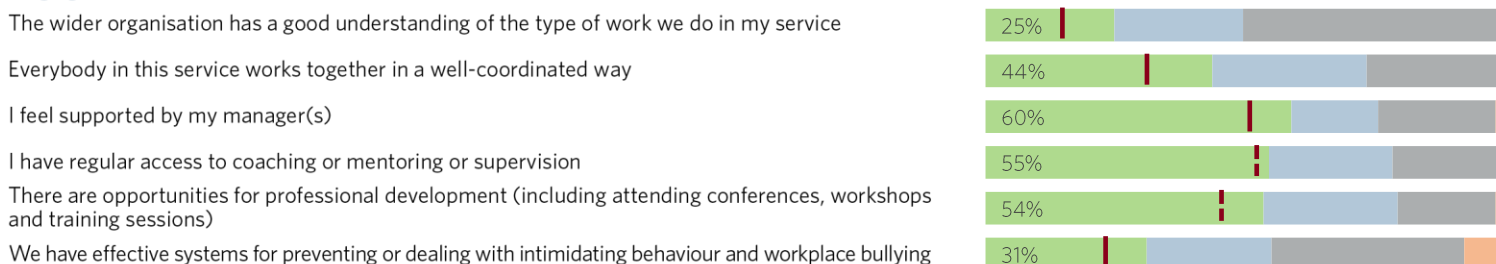 The wider organisation has a good understanding of the type of work we do in my service
25%
Everybody in this service works together in a well-coordinated way
44%
I feel supported by my manager(s)
60%
I have regular access to coaching or mentoring or supervision
55%
There are opportunities for professional development (including attending conferences, workshops
and training sessions)
54%
We have effective systems for preventing or dealing with intimidating behaviour and workplace bullying
31%